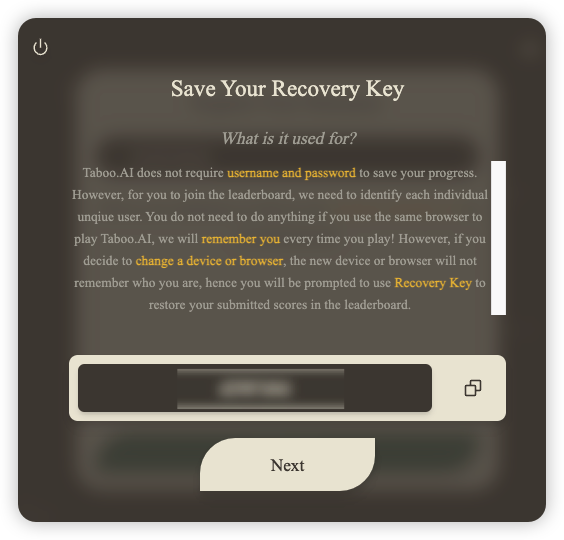 Save Your Recovery Key
What is it used for?
Taboo.AI does not require username and password to save your progress.
However, for you to join the leaderboard, we need to identify each individual
unqiue user. You do not need to do anything if you use the same browser to
play Taboo.AI, we will remember you every time you play! However, if you
decide to change a device or browser, the new device or browser will not
remember who you are, hence you will be prompted to use Recovery Key to
restore your submitted scores in the leaderboard.
Next